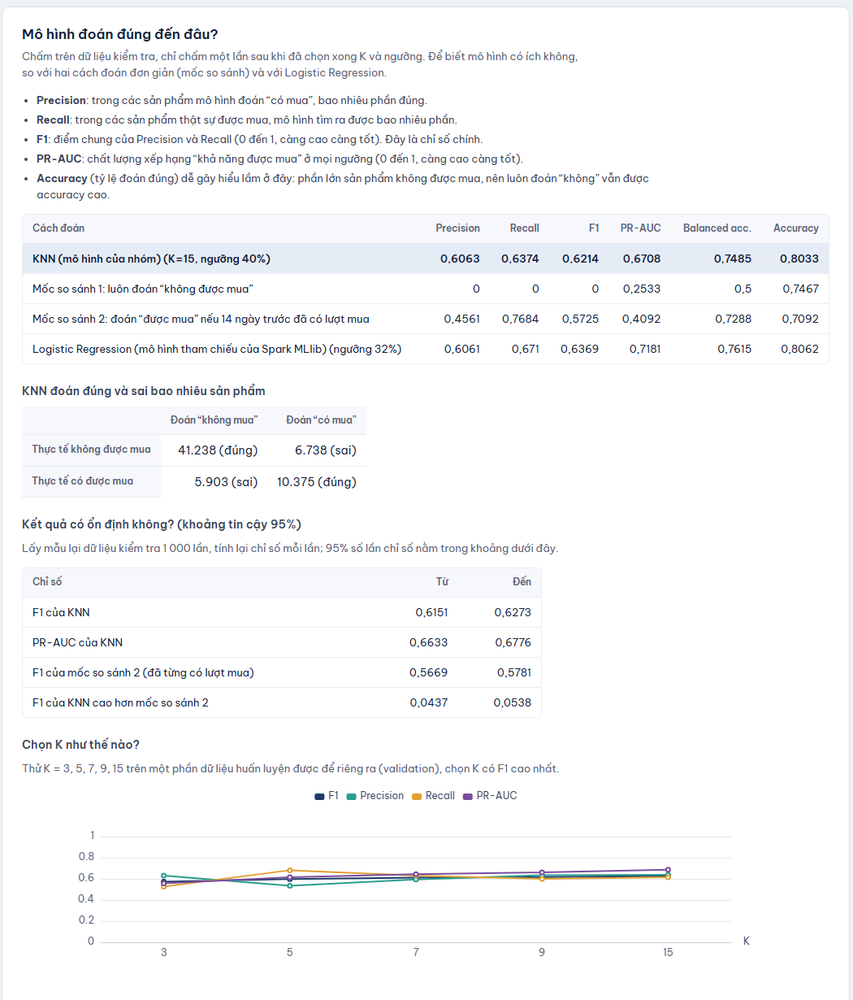 Mô hình đoán đúng đến đâu?
Chấm trên dữ liệu kiểm tra, chỉ chấm một lần sau khi đã chọn xong K và ngưỡng. Để biết mô hình có ích không,
so với hai cách đoán đơn giản (mốc so sánh) và với Logistic Regression.
• Precision: trong các sản phẩm mô hình đoán “có mua”, bao nhiêu phần đúng.
• Recall: trong các sản phẩm thật sự được mua, mô hình tìm ra được bao nhiêu phần.
• F1: điểm chung của Precision và Recall (0 đến 1, càng cao càng tốt). Đây là chỉ số chính.
• PR-AUC: chất lượng xếp hạng “khả năng được mua” ở mọi ngưỡng (0 đến 1, càng cao càng tốt).
• Accuracy (tỷ lệ đoán đúng) dễ gây hiểu lầm ở đây: phần lớn sản phẩm không được mua, nên luôn đoán “không” vẫn được
accuracy cao.
Cách đoán Precision Recall F1 PR-AUC Balanced acc. Accuracy
KNN (mô hình của nhóm) (K=15, ngưỡng 40%) 0,6063 0,6374 0,6214 0,6708 0,7485 0,8033
Mốc so sánh 1: luôn đoán “không được mua” 0 0 0 0,2533 0,5 0,7467
Mốc so sánh 2: đoán “được mua” nếu 14 ngày trước đã có lượt mua 0,4561 0,7684 0,5725 0,4092 0,7288 0,7092
Logistic Regression (mô hình tham chiếu của Spark MLlib) (ngưỡng 32%) 0,6061 0,671 0,6369 0,7181 0,7615 0,8062
KNN đoán đúng và sai bao nhiêu sản phẩm
Đoán “không mua” Đoán “có mua”
Thực tế không được mua 41.238 (đúng) 6.738 (sai)
Thực tế có được mua 5.903 (sai) 10.375 (đúng)
Kết quả có ổn định không? (khoảng tin cậy 95%)
Lấy mẫu lại dữ liệu kiểm tra 1 000 lần, tính lại chỉ số mỗi lần; 95% số lần chỉ số nằm trong khoảng dưới đây.
Chỉ số Từ Đến
F1 của KNN 0,6151 0,6273
PR-AUC của KNN 0,6633 0,6776
F1 của mốc so sánh 2 (đã từng có lượt mua) 0,5669 0,5781
F1 của KNN cao hơn mốc so sánh 2 0,0437 0,0538
Chọn K như thế nào?
Thử K = 3, 5, 7, 9, 15 trên một phần dữ liệu huấn luyện được để riêng ra (validation), chọn K có F1 cao nhất.
F1 Precision Recall PR-AUC
1
0.8
0.6
0.4
0.2
0
3 5 7 9 15 K